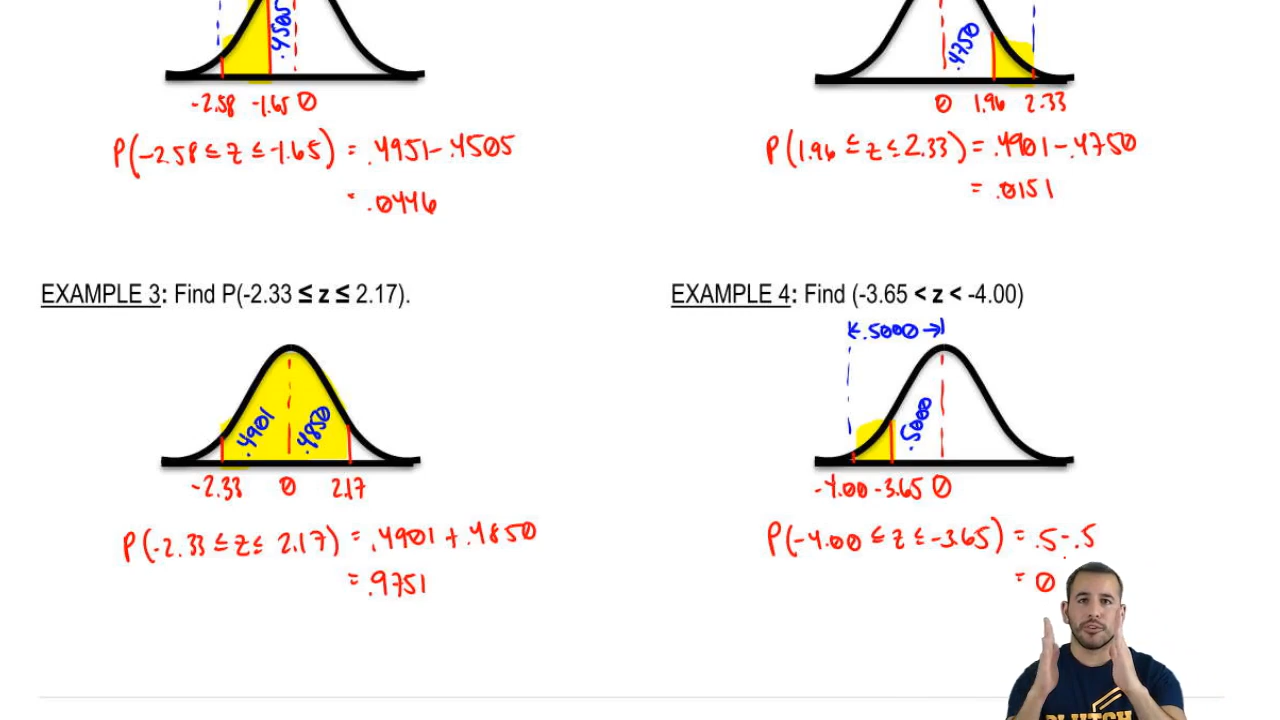 .4505
-2.58 -1.65 0
P(-2.58 ≤ z ≤ -1.65) = .4951-.4505
= .0446
.4750
0 1.96 2.33
P(1.96 ≤ z ≤ 2.33) = .4901-.4750
= .0151
EXAMPLE 3: Find P(-2.33 ≤ z ≤ 2.17).
.4901 .4850
-2.33 0 2.17
P(-2.33 ≤ z ≤ 2.17) = .4901 + .4850
= .9751
EXAMPLE 4: Find (-3.65 < z < -4.00)
.5000
.5000
-4.00 -3.65 0
P(-4.00 ≤ z ≤ -3.65) = .5-.5
= 0
CLUTCH